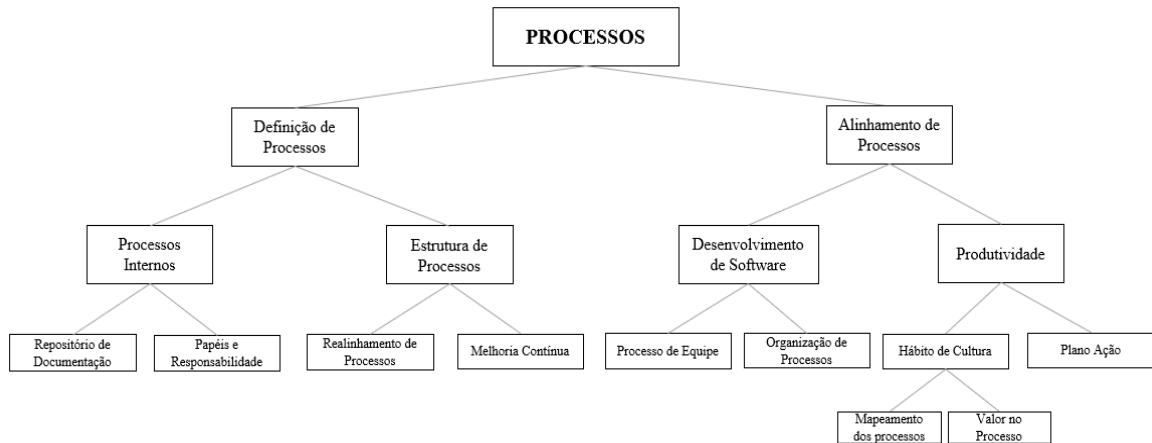 PROCESSOS
Definição de
Processos
Alinhamento de
Processos
Processos
Internos
Estrutura de
Processos
Desenvolvimento
de Software
Produtividade
Repositório de
Documentação
Papéis e
Responsabilidade
Realinhamento de
Processos
Melhoria Contínua
Processo de Equipe
Organização de
Processos
Hábito de Cultura
Plano Ação
Mapeamento
dos processos
Valor no
Processo